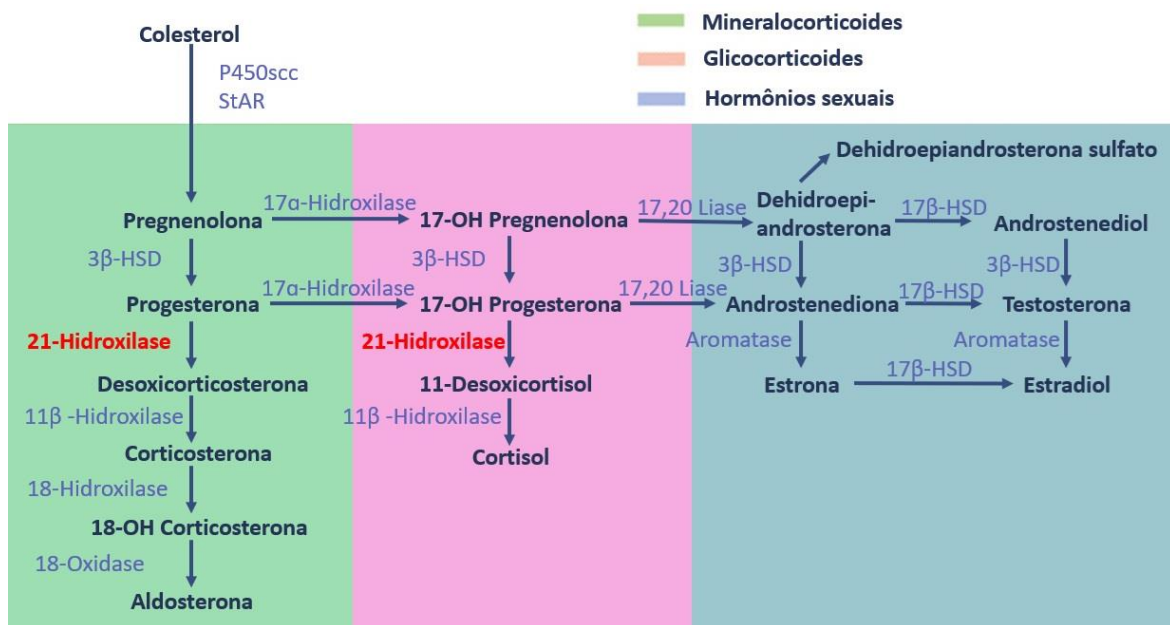 Colesterol
P450scc
StAR
Mineralocorticoides
Glicocorticoides
Hormônios sexuais
Dehidroepiandrosterona sulfato
Pregnenolona 17α-Hidroxilase 17-OH Pregnenolona 17,20 Liase Dehidroepi-
androsterona 17β-HSD Androstenediol
3β-HSD 3β-HSD 3β-HSD 3β-HSD
Progesterona 17α-Hidroxilase 17-OH Progesterona 17,20 Liase Androstenediona 17β-HSD Testosterona
21-Hidroxilase 21-Hidroxilase Aromatase Aromatase
Desoxicorticosterona 11-Desoxicortisol Estrona 17β-HSD Estradiol
11β -Hidroxilase 11β -Hidroxilase
Corticosterona Cortisol
18-Hidroxilase
18-OH Corticosterona
18-Oxidase
Aldosterona